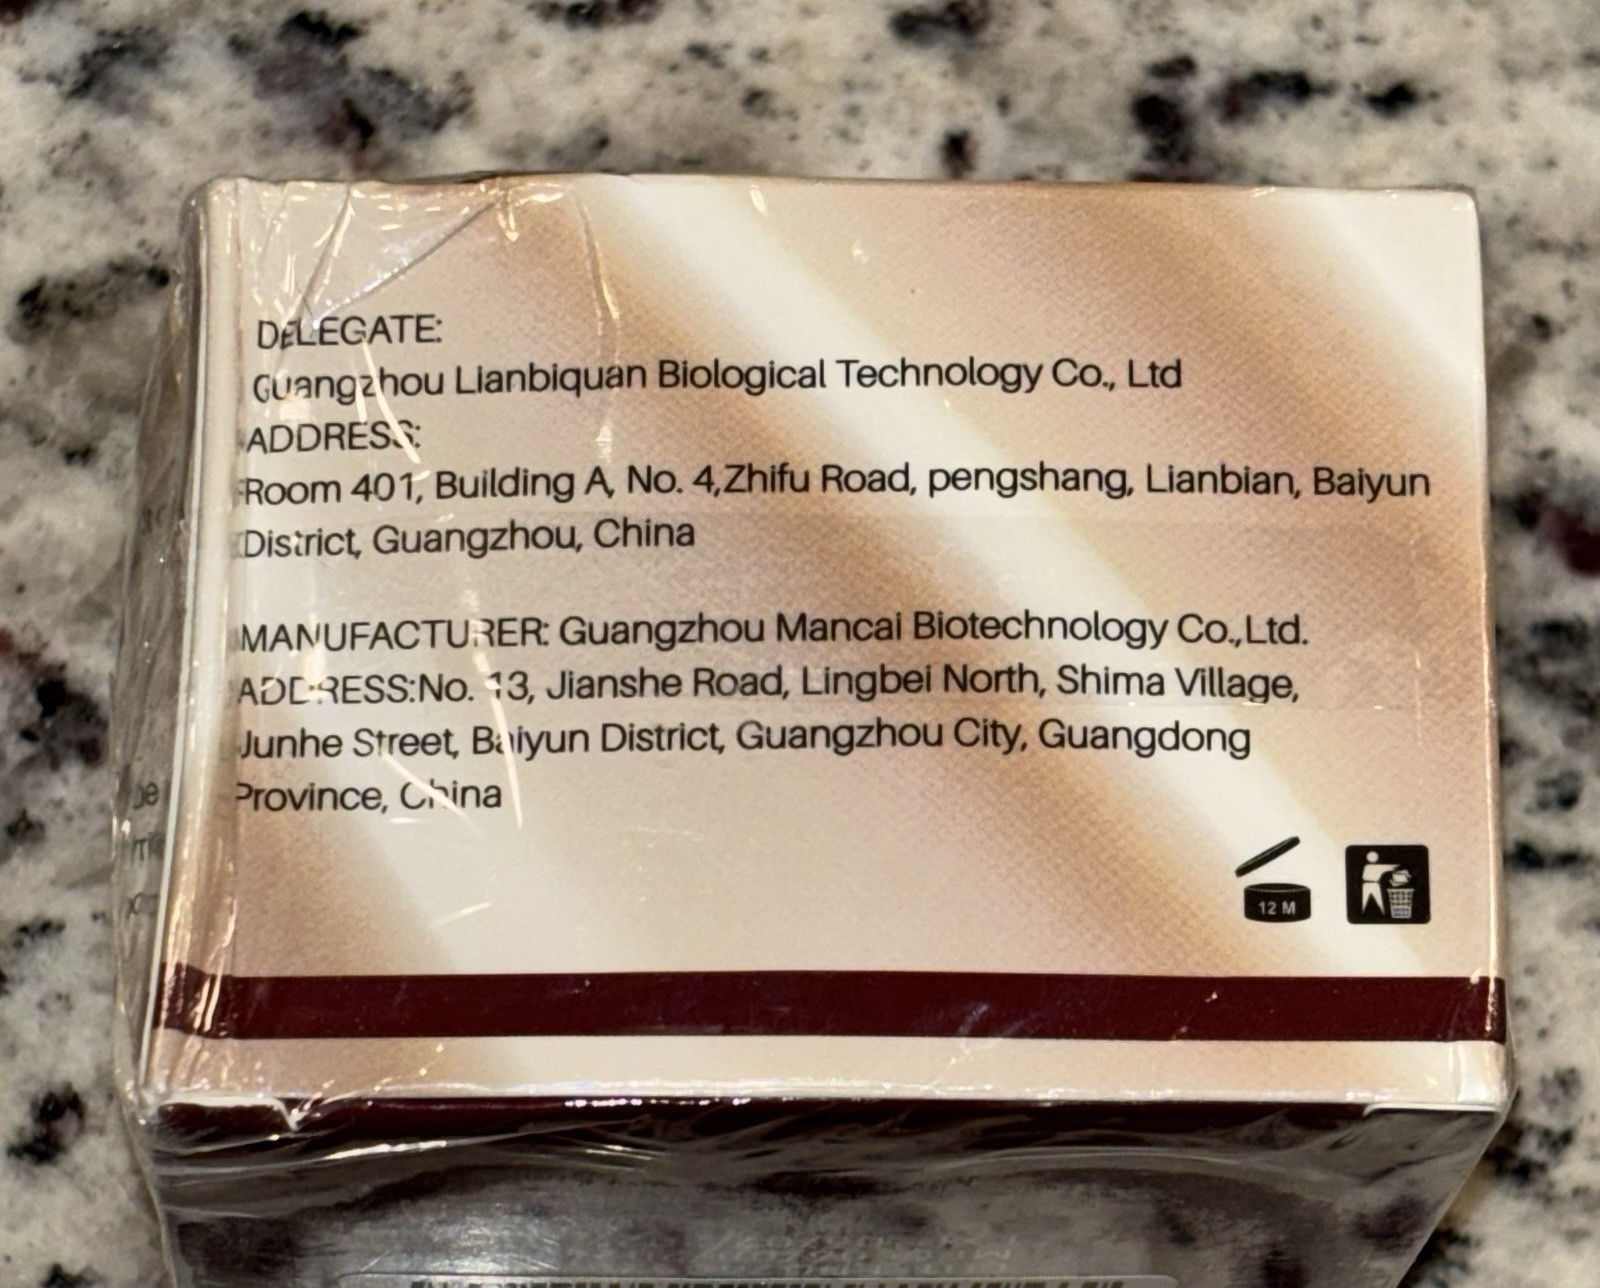 DELEGATE:
Guangzhou Lianbiquan Biological Technology Co., Ltd
ADDRESS:
Room 401, Building A, No. 4,Zhifu Road, pengshang, Lianbian, Baiyun
District, Guangzhou, China
MANUFACTURER: Guangzhou Mancai Biotechnology Co.,Ltd.
ADDRESS:No. 13, Jianshe Road, Lingbei North, Shima Village,
Junhe Street, Baiyun District, Guangzhou City, Guangdong
Province, China
12 M